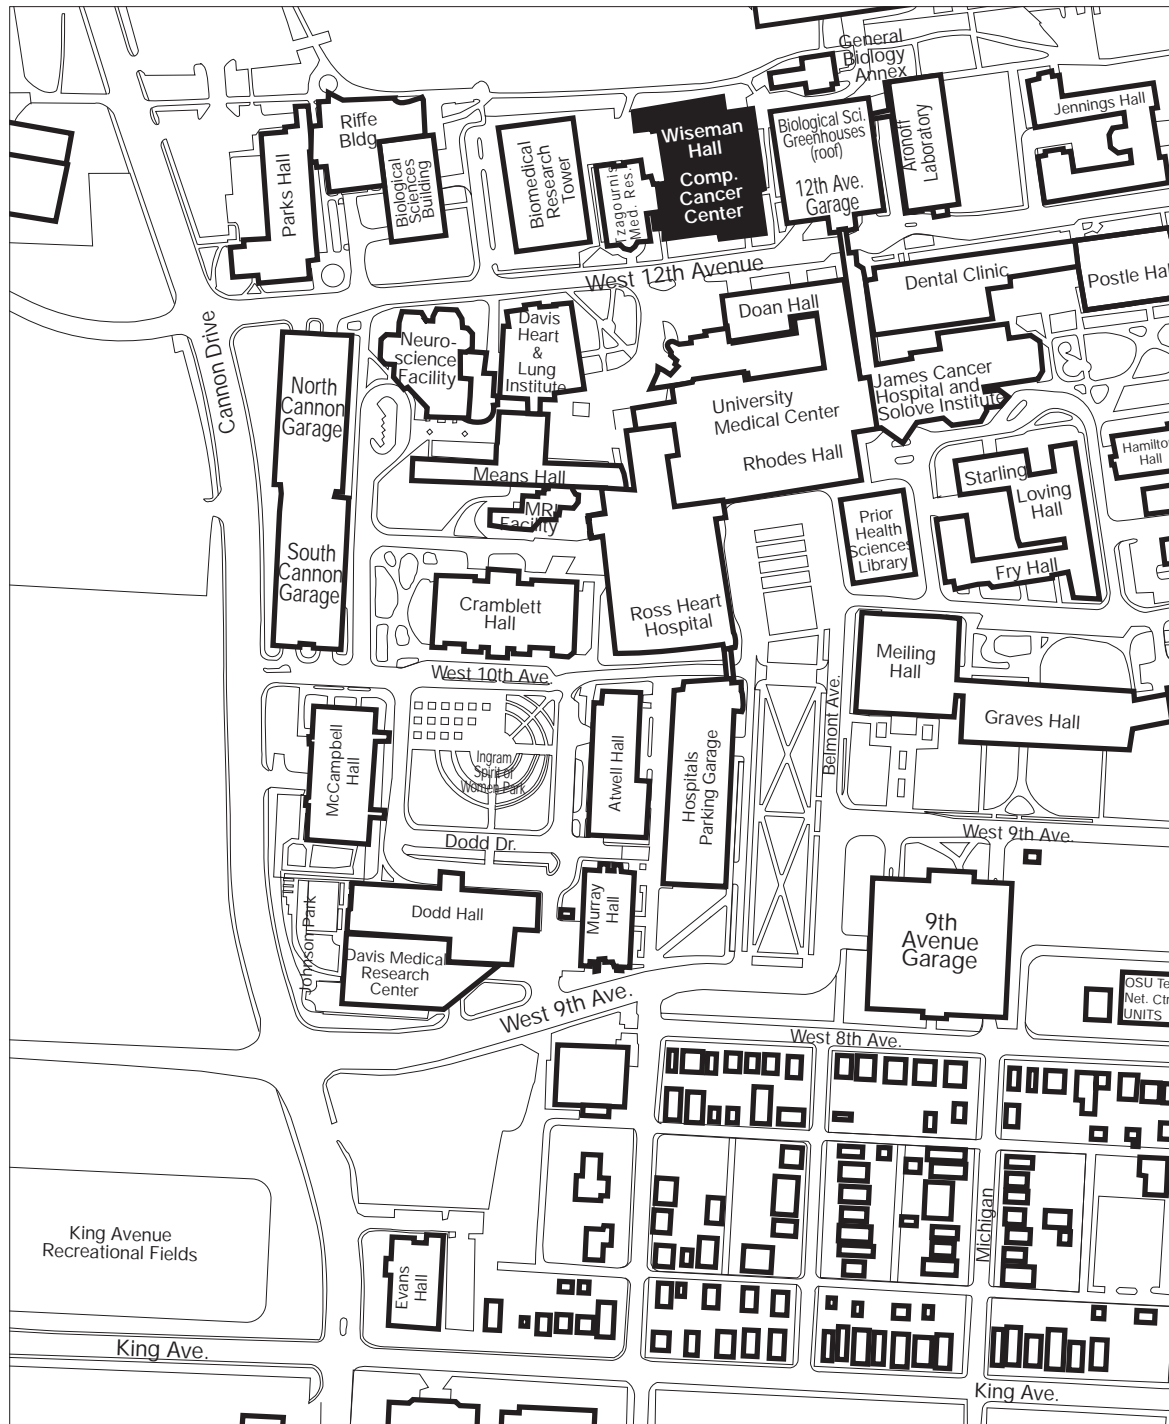 General
Biology
Annex
Jennings Hall
Riffe
Bldg.
Wiseman
Hall
Comp.
Cancer
Center
Biological Sci.
Greenhouses
(roof)
12th Ave.
Garage
Aronoff
Laboratory
Parks Hall
Biological
Sciences
Building
Biomedical
Research
Tower
Tzagournis
Med. Res.
West 12th Avenue
Dental Clinic
Postle Hal
Doan Hall
Cannon Drive
Neuro-
science
Facility
Davis
Heart
&
Lung
Institute
North
Cannon
Garage
University
Medical Center
James Cancer
Hospital and
Solove Institute
Rhodes Hall
Hamilto
Hall
Means Hall
Starling
Loving
Hall
MRI
Facility
Prior
Health
Sciences
Library
South
Cannon
Garage
Fry Hall
Cramblett
Hall
Ross Heart
Hospital
West 10th Ave.
Meiling
Hall
Graves Hall
Belmont Ave.
McCampbell
Hall
Ingram
Spirit of
Women Park
Atwell Hall
Hospitals
Parking Garage
Dodd Dr.
West 9th Ave.
Dodd Hall
Murray
Hall
9th
Avenue
Garage
Johnson Park
Davis Medical
Research
Center
West 9th Ave.
OSU Te
Net. Ctr
UNITS
West 8th Ave.
Michigan
King Avenue
Recreational Fields
Evans
Hall
King Ave.
King Ave.